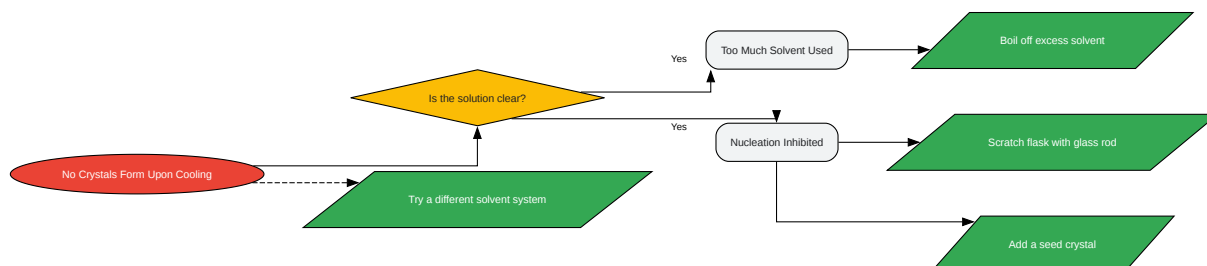 Too Much Solvent Used
Boil off excess solvent
Yes
Is the solution clear?
Yes
Nucleation Inhibited
Scratch flask with glass rod
No Crystals Form Upon Cooling
Try a different solvent system
Add a seed crystal